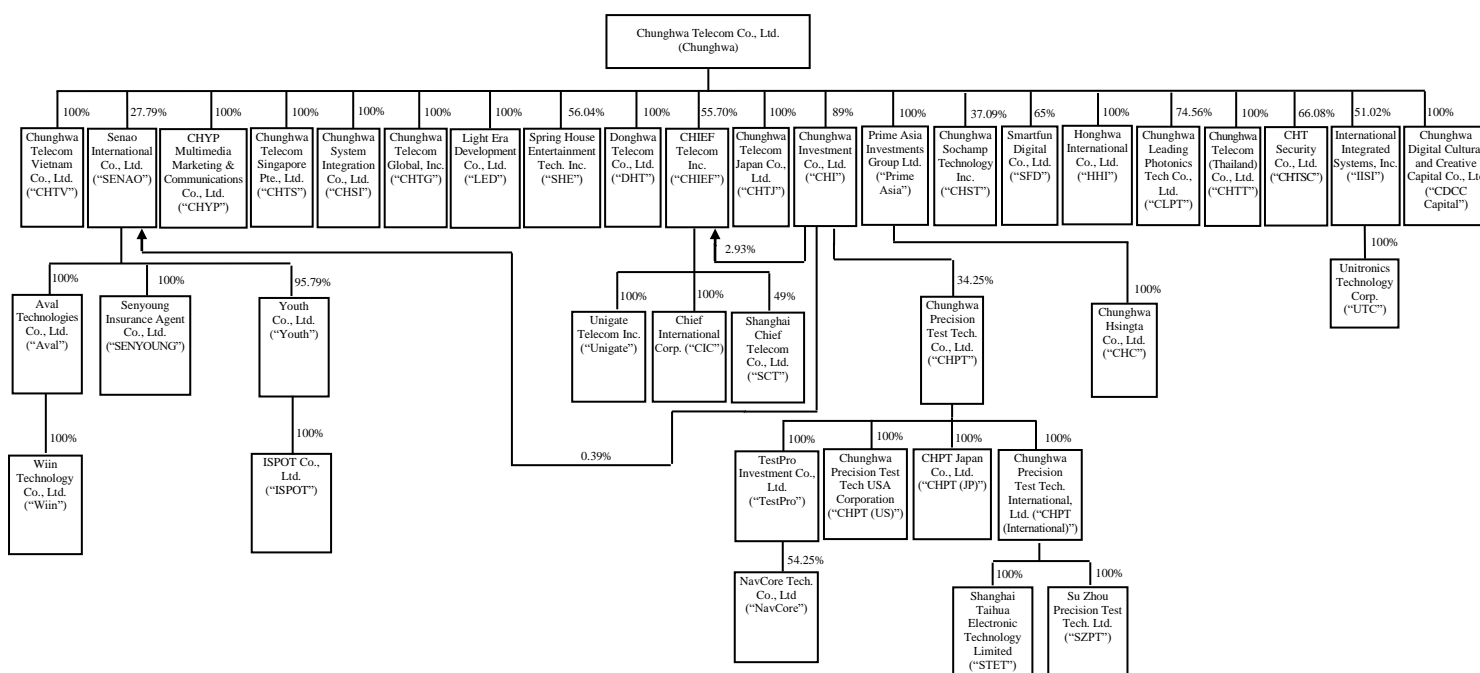 Chunghwa Telecom Co., Ltd.
(Chunghwa)
100%
27.79%
100%
100%
100%
100%
100%
56.04%
100%
55.70%
100%
89%
100%
37.09%
65%
100%
74.56%
100%
66.08%
51.02%
100%
Chunghwa
Telecom
Vietnam
Co., Ltd.
(“CHTV”)
Senao
International
Co., Ltd.
(“SENAO”)
CHYP
Multimedia
Marketing &
Communications
Co., Ltd.
(“CHYP”)
Chunghwa
Telecom
Singapore
Pte., Ltd.
(“CHTS”)
Chunghwa
System
Integration
Co., Ltd.
(“CHSI”)
Chunghwa
Telecom
Global, Inc.
(“CHTG”)
Light Era
Development
Co., Ltd.
(“LED”)
Spring House
Entertainment
Tech. Inc.
(“SHE”)
Donghwa
Telecom
Co., Ltd.
(“DHT”)
CHIEF
Telecom
Inc.
(“CHIEF”)
Chunghwa
Telecom
Japan Co.,
Ltd.
(“CHTJ”)
Chunghwa
Investment
Co., Ltd.
(“CHI”)
Prime Asia
Investments
Group Ltd.
(“Prime
Asia”)
Chunghwa
Sochamp
Technology
Inc.
(“CHST”)
Smartfun
Digital
Co., Ltd.
(“SFD”)
Honghwa
International
Co., Ltd.
(“HHI”)
Chunghwa
Leading
Photonics
Tech Co.,
Ltd.
(“CLPT”)
Chunghwa
Telecom
(Thailand)
Co., Ltd.
(“CHTT”)
CHT
Security
Co., Ltd.
(“CHTSC”)
International
Integrated
Systems, Inc.
(“IISI”)
Chunghwa
Digital Cultura
and Creative
Capital Co., Lt
(“CDCC
Capital”)
2.93%
100%
100%
95.79%
100%
100%
49%
34.25%
100%
100%
Aval
Technologies
Co., Ltd.
(“Aval”)
Senyoung
Insurance Agent
Co., Ltd.
(“SENYOUNG”)
Youth
Co., Ltd.
(“Youth”)
Unigate
Telecom Inc.
(“Unigate”)
Chief
International
Corp. (“CIC”)
Shanghai
Chief
Telecom
Co., Ltd.
(“SCT”)
Chunghwa
Precision
Test Tech.
Co., Ltd.
(“CHPT”)
Chunghwa
Hsingta
Co., Ltd.
(“CHC”)
Unitronics
Technology
Corp.
(“UTC”)
100%
100%
0.39%
100%
100%
100%
100%
Wiin
Technology
Co., Ltd.
(“Wiin”)
ISPOT Co.,
Ltd.
(“ISPOT”)
TestPro
Investment Co.,
Ltd.
(“TestPro”)
Chunghwa
Precision Test
Tech USA
Corporation
(“CHPT (US)”)
CHPT Japan
Co., Ltd.
(“CHPT (JP)”)
Chunghwa
Precision
Test Tech.
International,
Ltd. (“CHPT
(International)”)
54.25%
100%
100%
NavCore Tech.
Co., Ltd
(“NavCore”)
Shanghai
Taihua
Electronic
Technology
Limited
(“STET”)
Su Zhou
Precision Test
Tech. Ltd.
(“SZPT”)